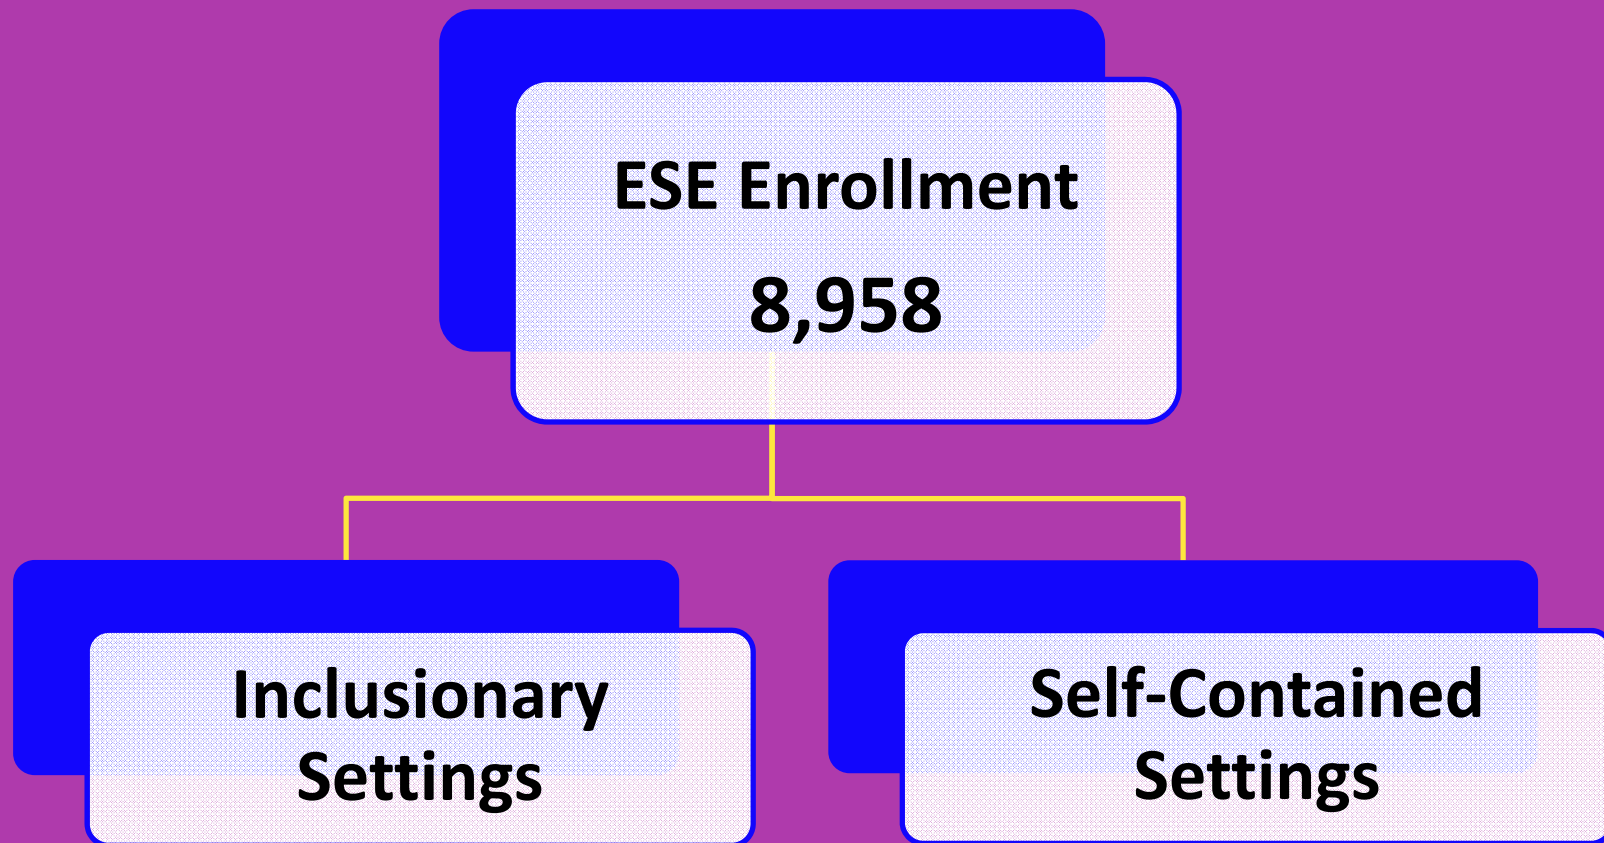 ESE Enrollment
8,958
Inclusionary
Settings
Self-Contained
Settings